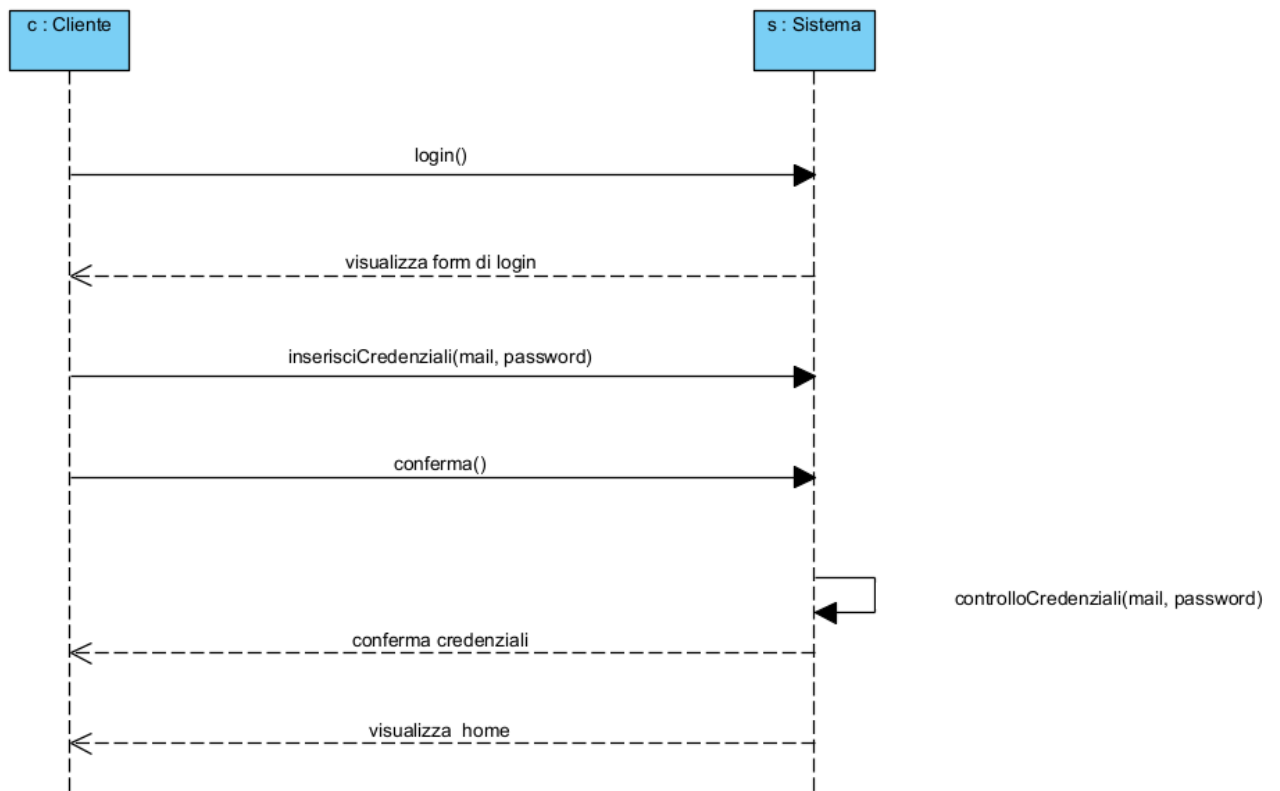 c : Cliente
s : Sistema
login()
visualizza form di login
inserisciCredenziali(mail, password)
conferma()
controlloCredenziali(mail, password)
conferma credenziali
visualizza  home